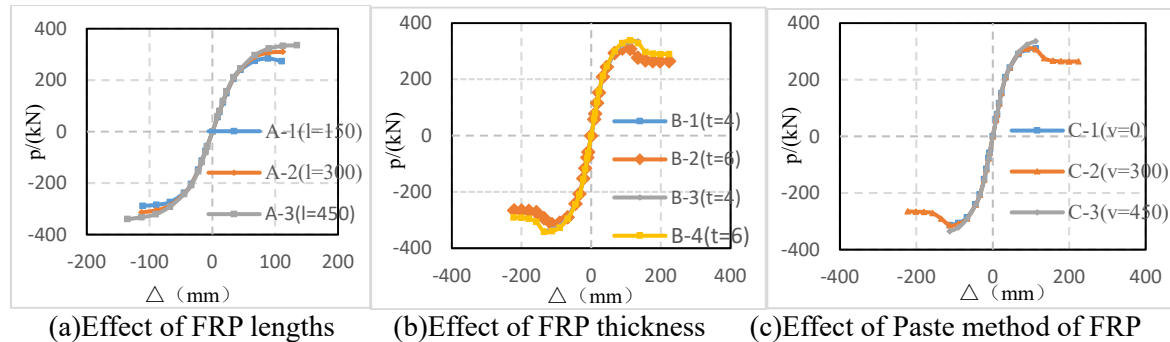 p/(kN)
400
200
0
-200
-400
-200
-100
0
100
200
△（mm）
A-1(l=150)
A-2(l=300)
A-3(l=450)
(a)Effect of FRP lengths
p/(kN)
400
200
0
-200
-400
-400
-200
0
200
400
△（mm）
B-1(t=4)
B-2(t=6)
B-3(t=4)
B-4(t=6)
(b)Effect of FRP thickness
p/(kN)
400
200
0
-200
-400
-400
-200
0
200
400
△（mm）
C-1(v=0)
C-2(v=300)
C-3(v=450)
(c)Effect of Paste method of FRP